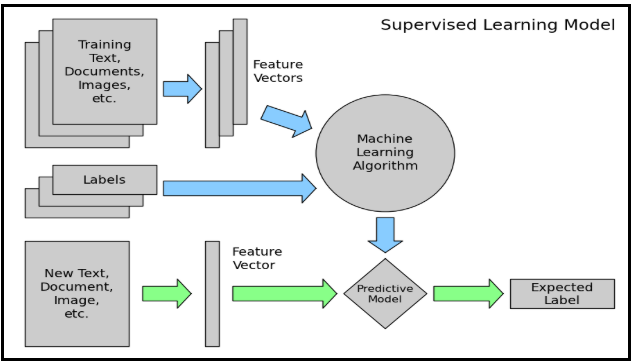 Supervised Learning Model
Training
Text,
Documents,
Images,
etc.
Feature
Vectors
Machine
Learning
Algorithm
Labels
New Text,
Document,
Image,
etc.
Feature
Vector
Predictive
Model
Expected
Label